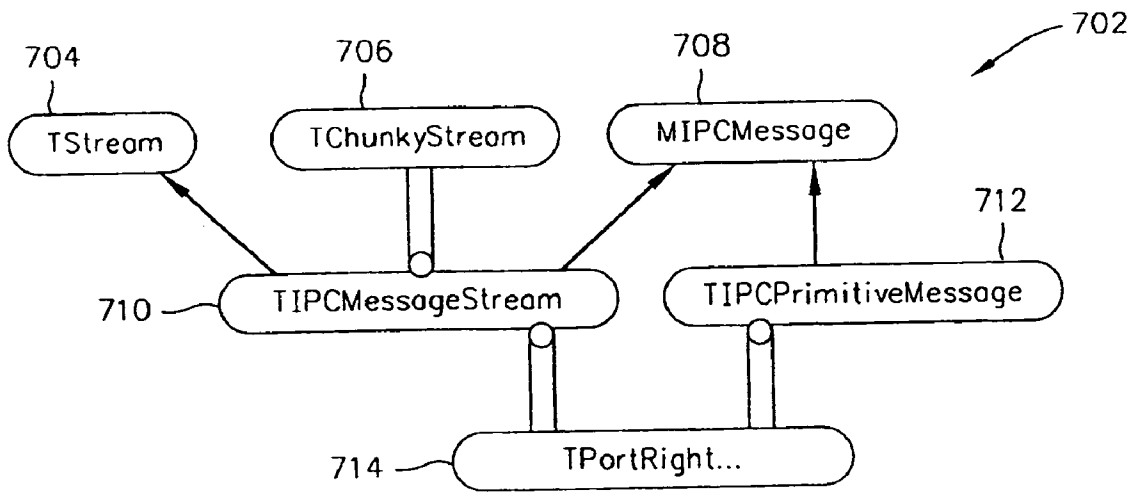 702
704
706
708
TStream
TChunkyStream
MIPCMessage
712
710
TIPCMessageStream
TIPCPrimitiveMessage
714
TPortRight...